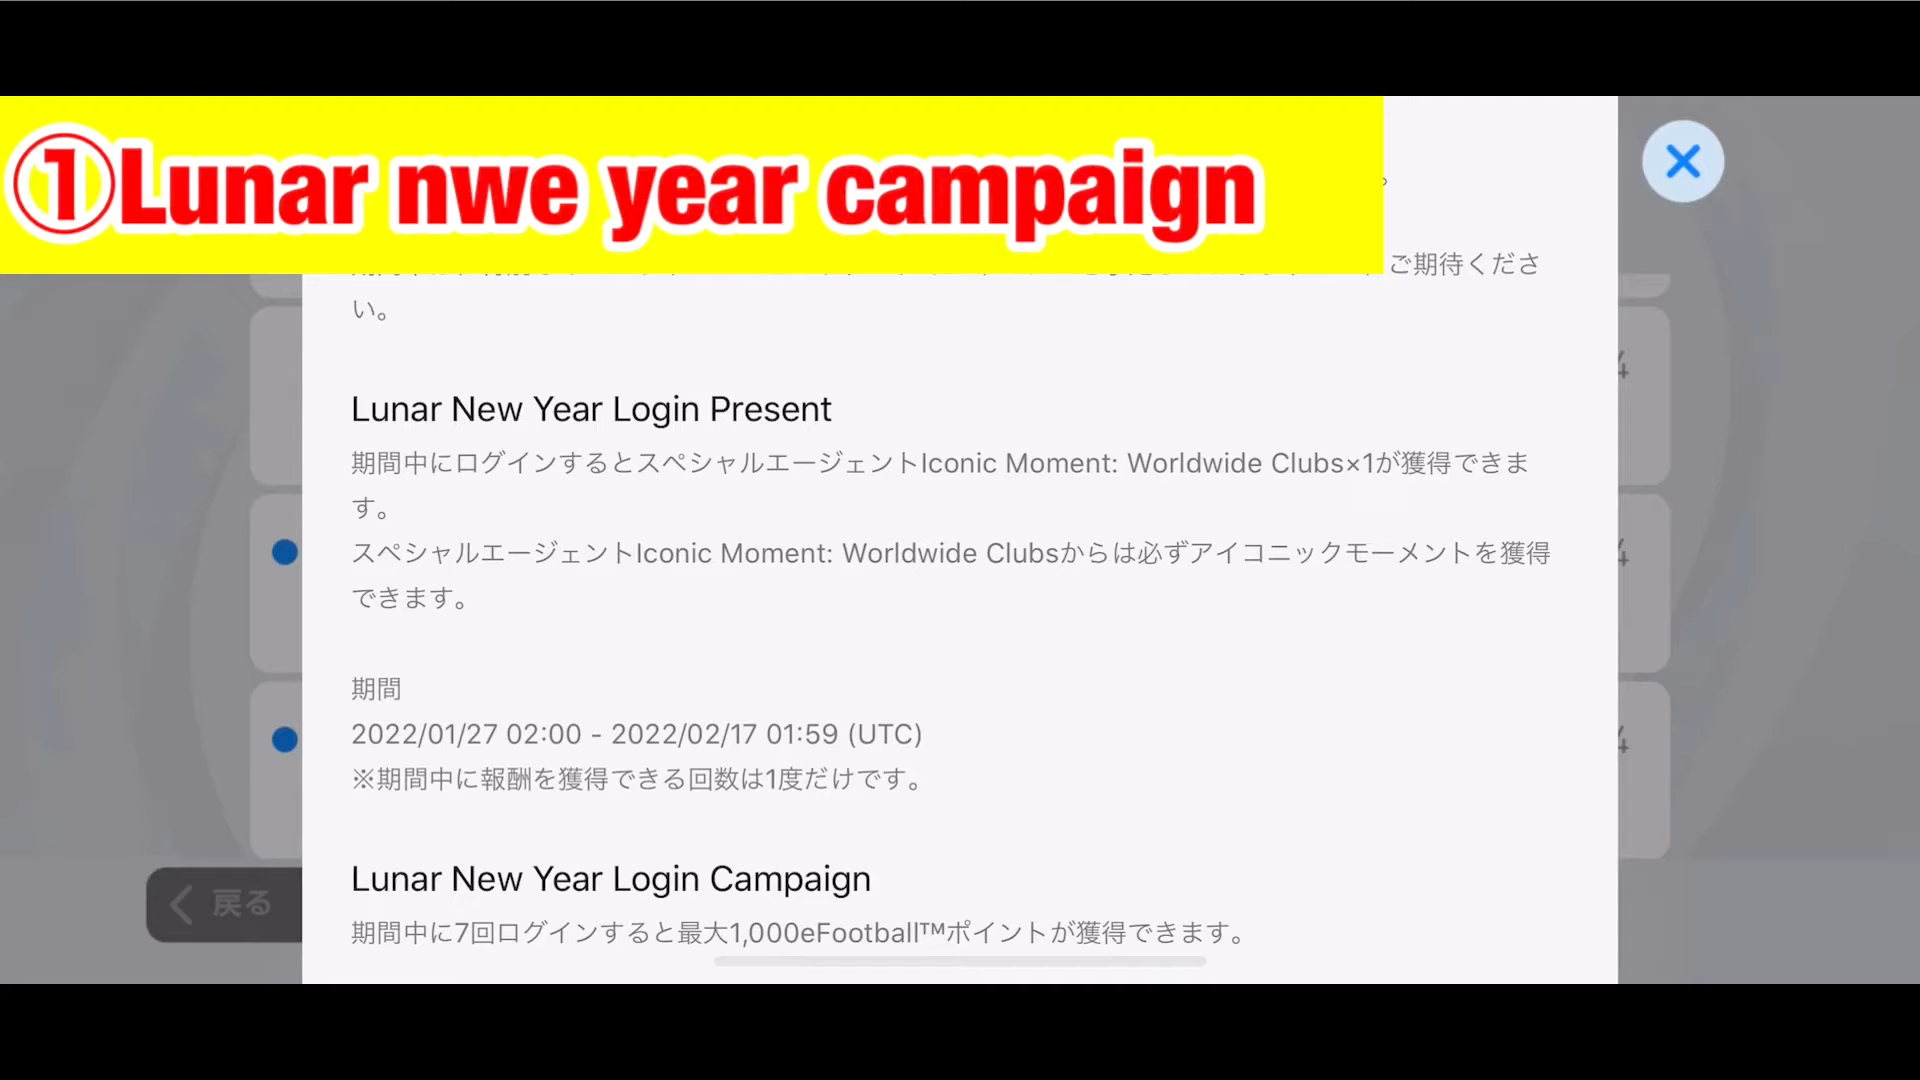 ①Lunar nwe year campaign
ご期待くださ
い。
Lunar New Year Login Present
期間中にログインするとスペシャルエージェントIconic Moment: Worldwide Clubs×1が獲得できま
す。
スペシャルエージェントIconic Moment: Worldwide Clubsからは必ずアイコニックモーメントを獲得
できます。
期間
2022/01/27 02:00 - 2022/02/17 01:59 (UTC)
※期間中に報酬を獲得できる回数は1度だけです。
Lunar New Year Login Campaign
戻る
期間中に7回ログインすると最大1,000eFootball™ポイントが獲得できます。